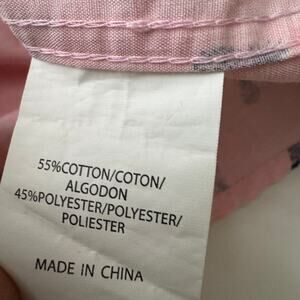 55%COTTON/COTON/
ALGODON
45%POLYESTER/POLYESTER/
POLIESTER
MADE IN CHINA